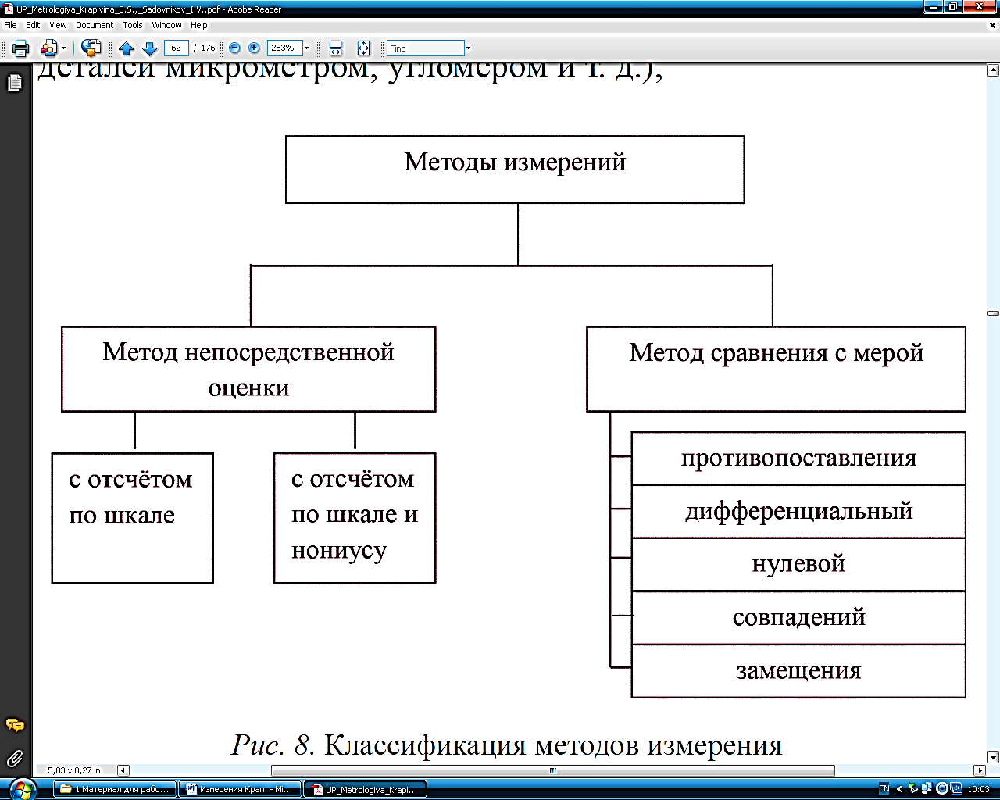 UP_Metrologiya_Krapivina_E.S.,_Sadovnikov_I.V..pdf - Adobe Reader
File Edit View Document Tools Window Help
62 / 176 283% Find
деталей микрометром, угломером и т. д.),
Методы измерений
Метод непосредственной
оценки
Метод сравнения с мерой
с отсчётом
по шкале
с отсчётом
по шкале и
нониусу
противопоставления
дифференциальный
нулевой
совпадений
замещения
Рис. 8. Классификация методов измерения
5,83 x 8,27 in
1 Материал для рабо...
Измерения Крап. - Mi...
UP_Metrologiya_Krapi...
EN
10:03